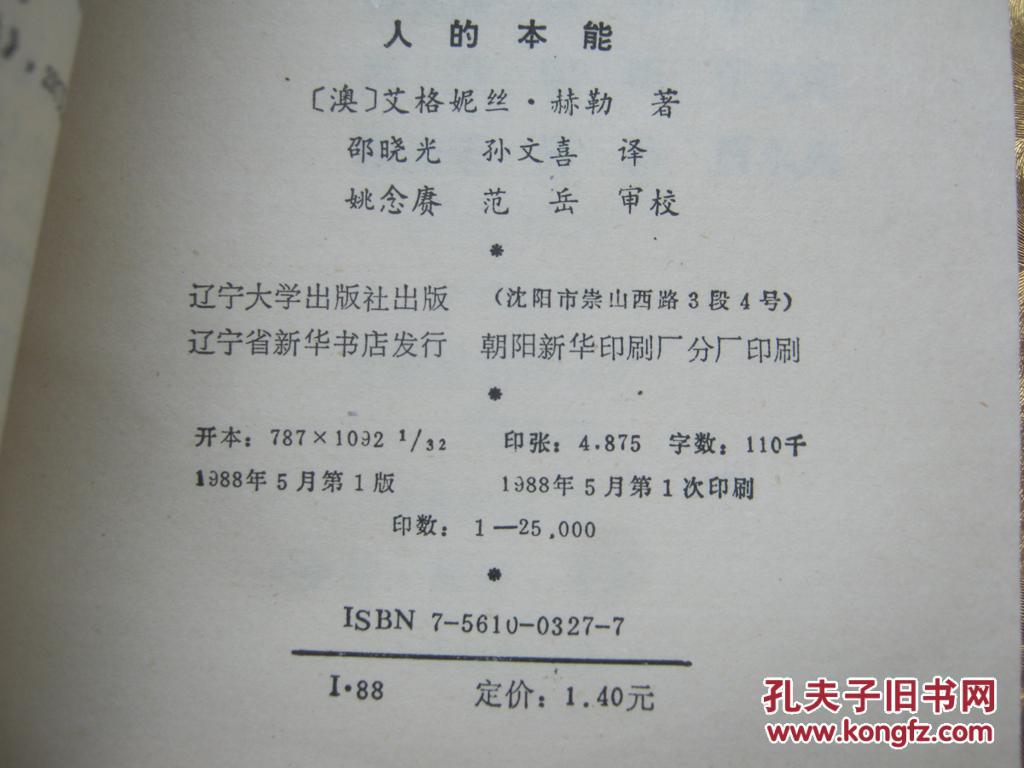 人的本能
〔澳〕艾格妮丝·赫勒 著
邵晓光 孙文喜 译
姚念赓 范岳 审校
*
辽宁大学出版社出版 (沈阳市崇山西路3段4号)
辽宁省新华书店发行 朝阳新华印刷厂分厂印刷
*
开本: 787×1092 1/32 印张: 4.875 字数: 110千
1988年5月第1版 1988年5月第1次印刷
印数: 1—25,000
*
ISBN 7-5610-0327-7
I·88 定价: 1.40元
孔夫子旧书网
www.kongfz.com